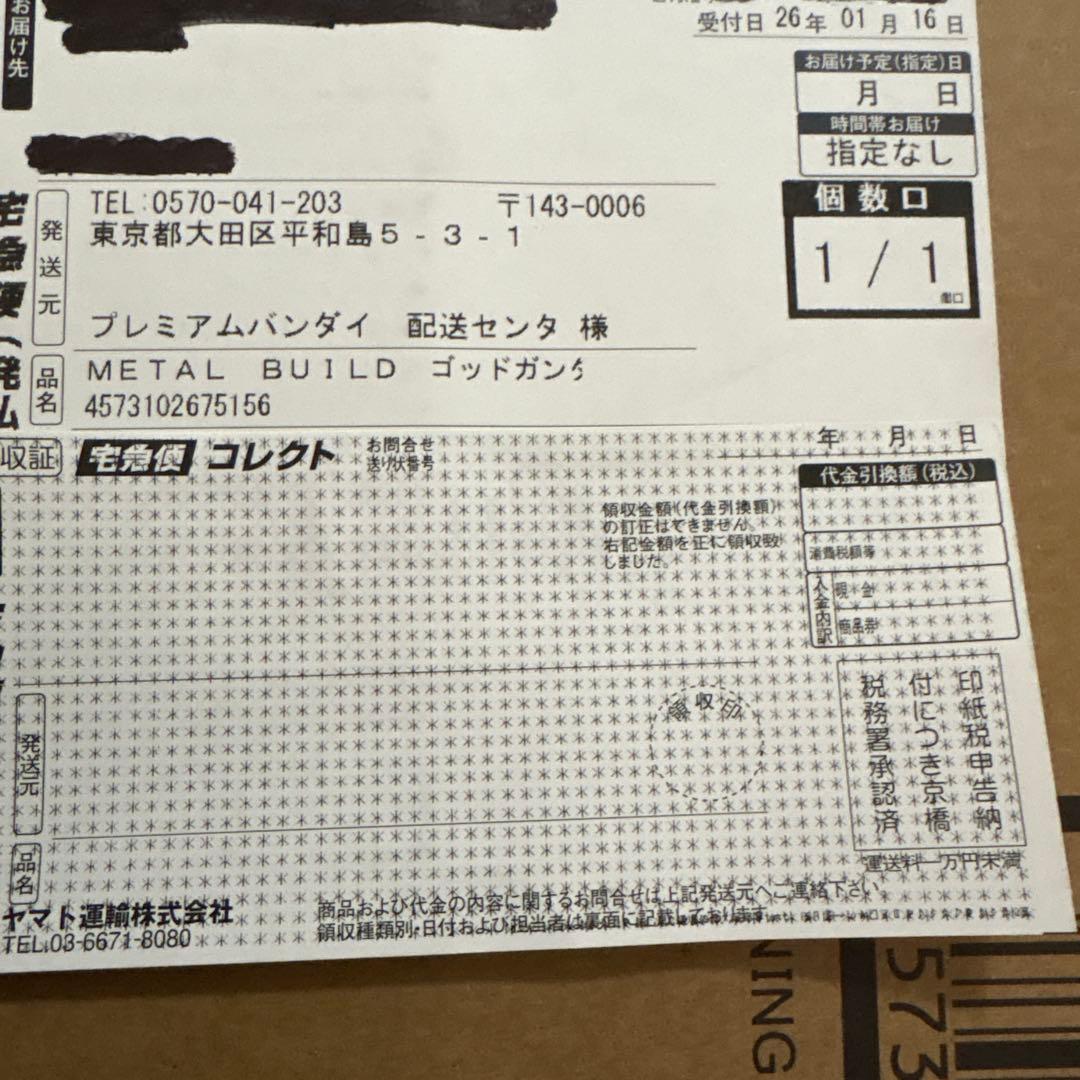 お届け先
受付日 26年 01月 16日
お届け予定(指定)日
月 日
時間帯お届け
指定なし
個数口
1 / 1
個口
発送元
TEL:0570-041-203 〒143-0006
東京都大田区平和島5-3-1
プレミアムバンダイ 配送センタ 様
品名
METAL BUILD ゴッドガンダ
4573102675156
収証
宅急便コレクト
お問合せ
送り状番号
年 月 日
代金引換額(税込)
領収金額(代金引換額)
の訂正はできません。
右記金額を正に領収致
しました。
消費税額等
入金内訳
現金
商品券
領収印
印紙税申告納
付につき京橋
税務署承認済
運送料一万円未満
発送元
品名
ヤマト運輸株式会社
TEL.03-6671-8080
商品および代金の内容に関するお問合せは上記発送元へご連絡下さい。
領収種類別・日付および担当者は裏面に記載しております。
NING
573